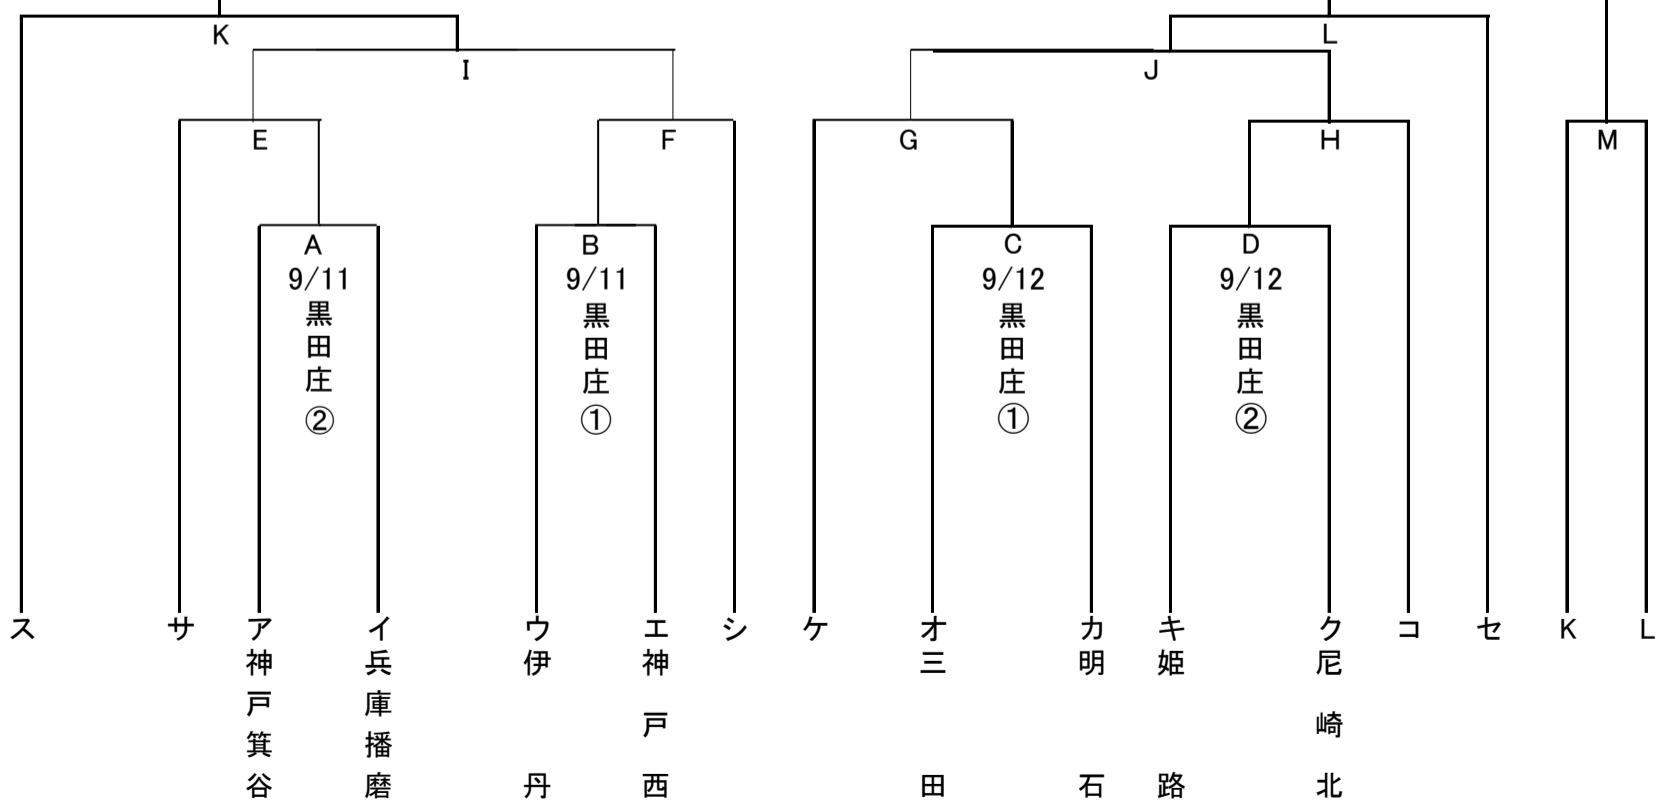 K
L
I
J
E
F
G
H
M
A
9/11
黒田庄
②
B
9/11
黒田庄
①
C
9/12
黒田庄
①
D
9/12
黒田庄
②
ス
サ
ア神戸箕谷
イ兵庫播磨
ウ伊丹
エ神戸西
シ
ケ
オ三田
カ明石
キ姫路
ク尼崎北
コ
セ
K
L